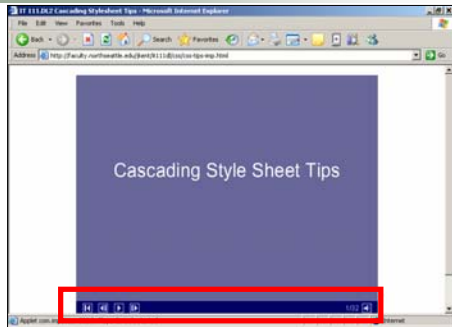 IT 111.DL2 Cascading Stylesheet Tips - Microsoft Internet Explorer
File Edit View Favorites Tools Help
Back Search Favorites
Address Go
Cascading Style Sheet Tips
1/32
Internet